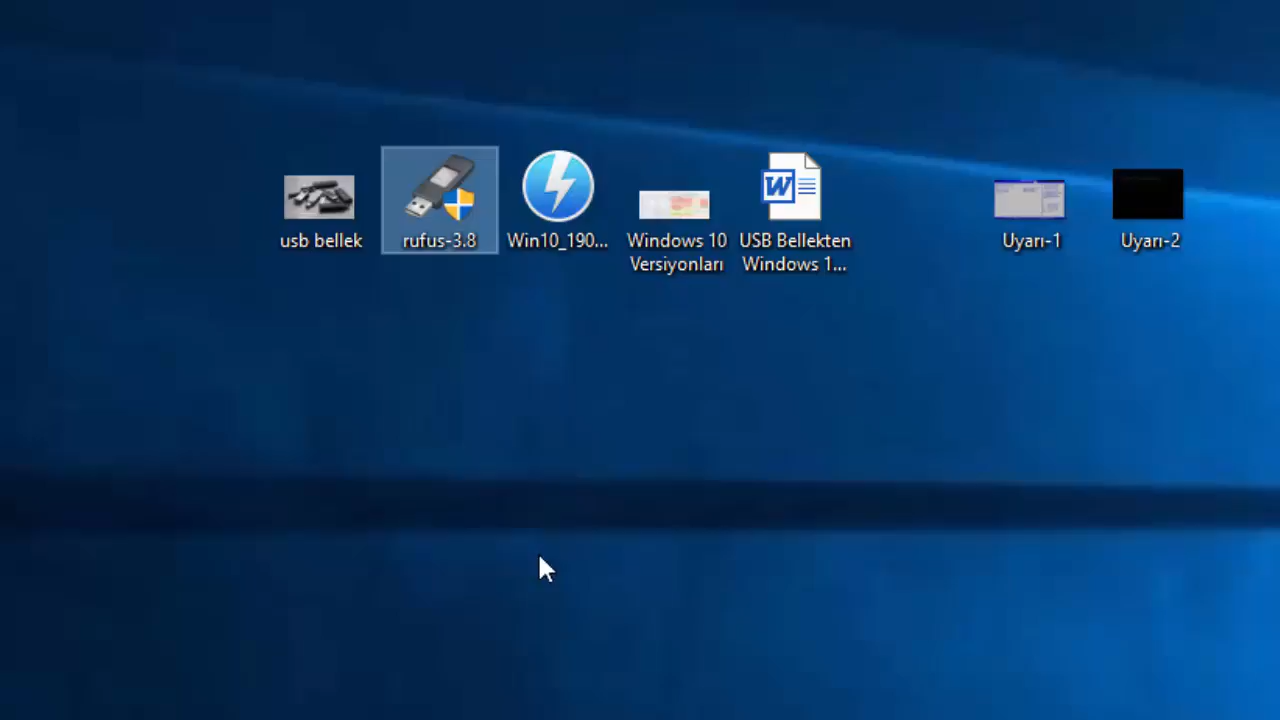 usb bellek
rufus-3.8
Win10_190...
Windows 10
Versiyonları
USB Bellekten
Windows 1...
Uyarı-1
Uyarı-2